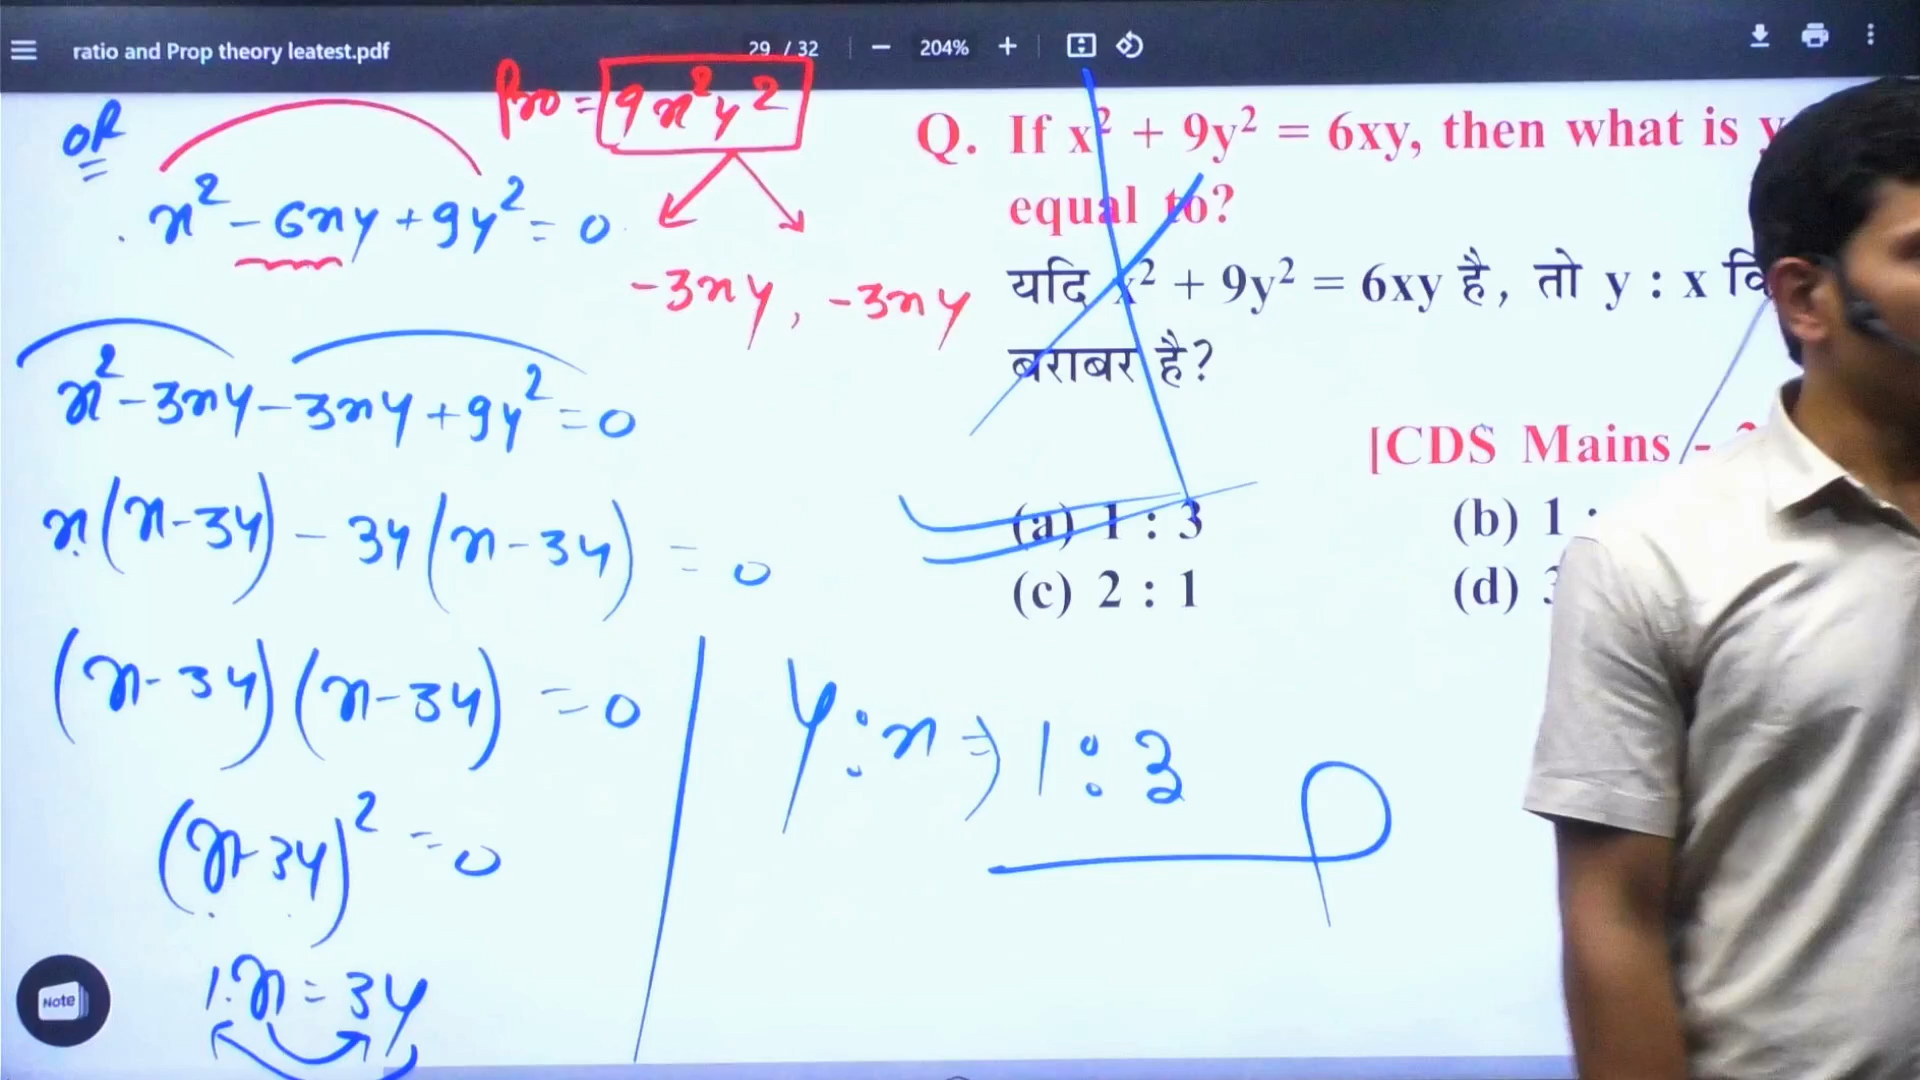 ratio and Prop theory leatest.pdf
29 / 32
204%
OR
Pro = 9x²y²
x² - 6xy + 9y² = 0
-3xy, -3xy
x² - 3xy - 3xy + 9y² = 0
x(x-3y) - 3y(x-3y) = 0
(x-3y)(x-3y) = 0
(x-3y)² = 0
1.x = 3y
Q. If x² + 9y² = 6xy, then what is y
equal to?
यदि x² + 9y² = 6xy है, तो y : x
बराबर है?
[CDS Mains -
(a) 1 : 3
(b) 1 :
(c) 2 : 1
(d)
y : x ⇒ 1 : 3
Note